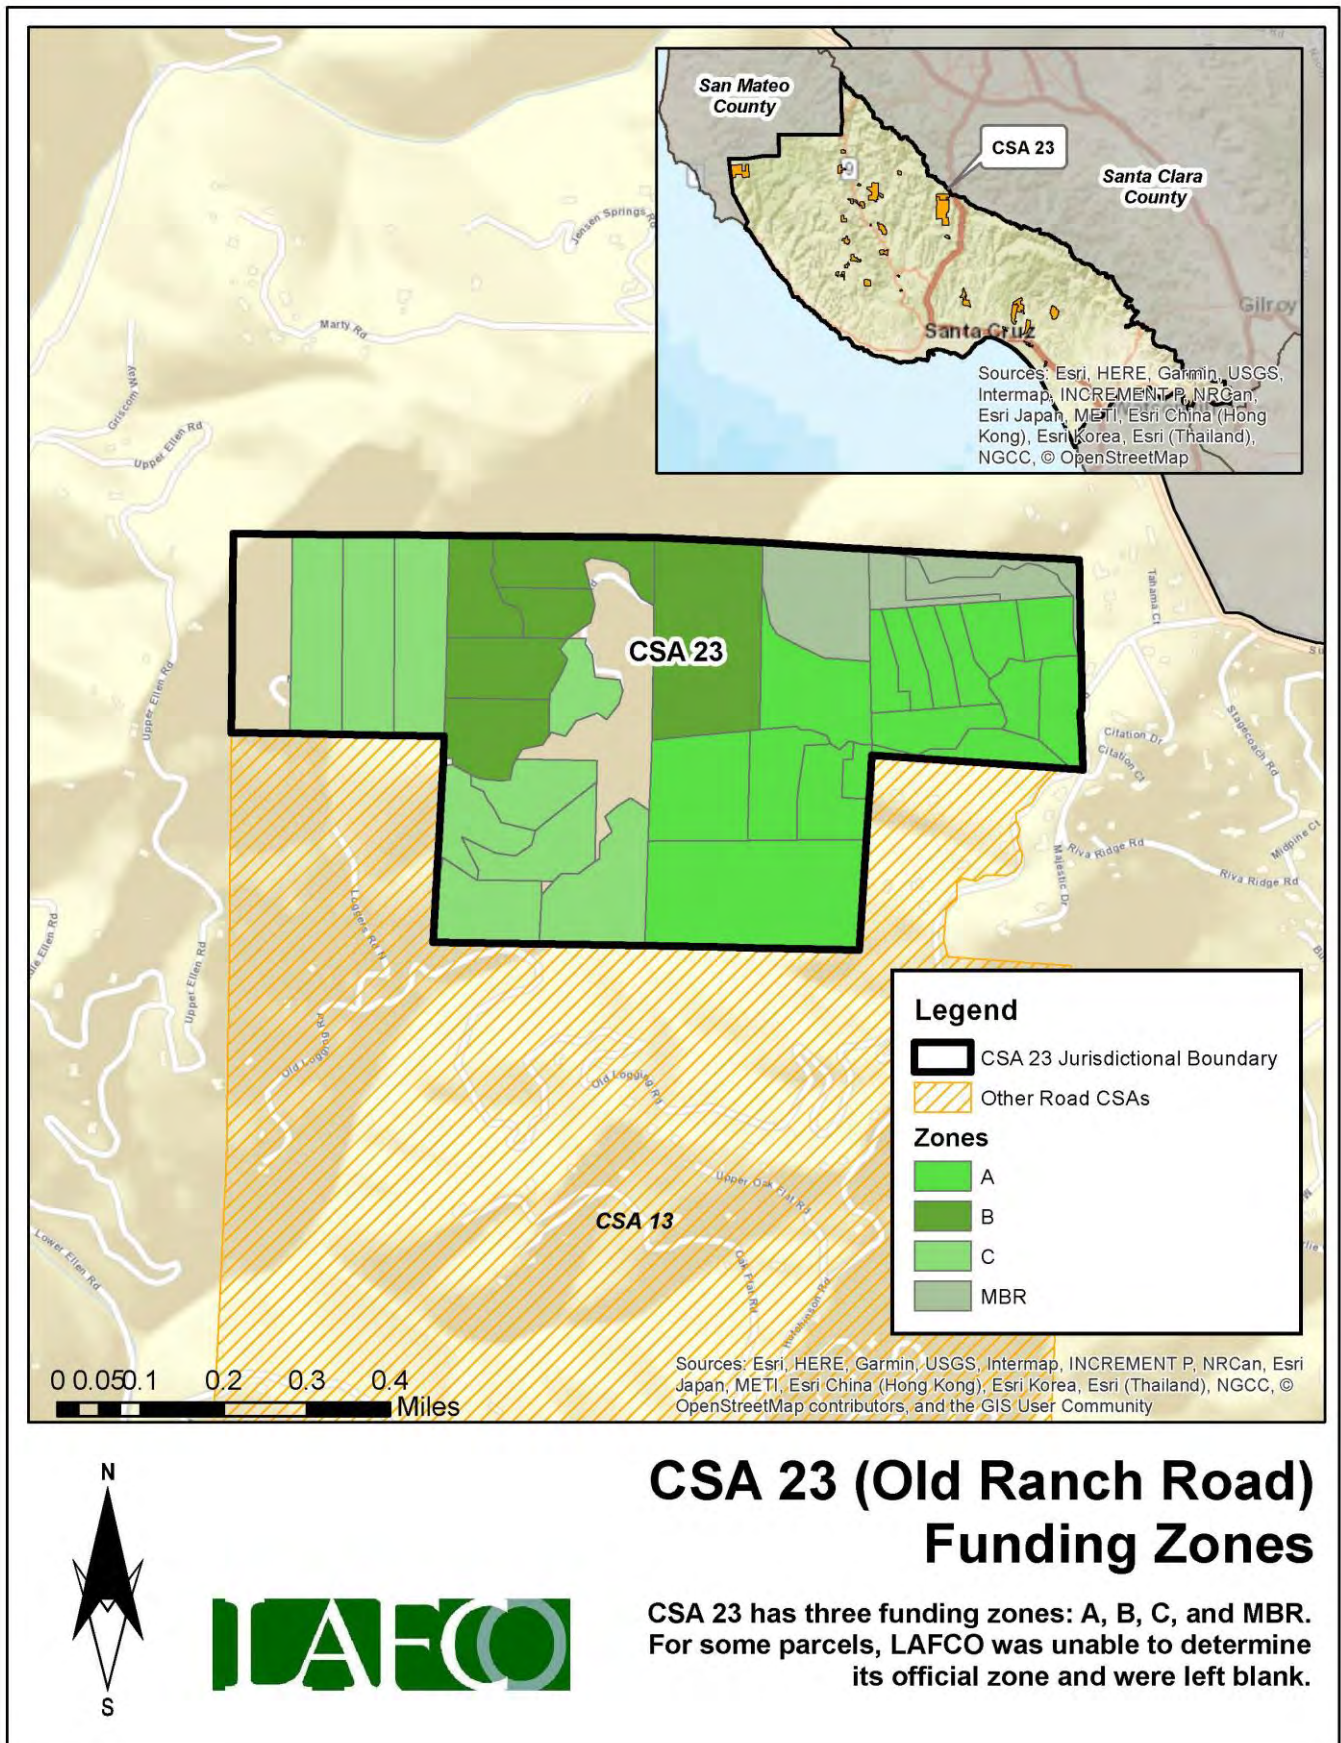 San Mateo
County
CSA 23
Santa Clara
County
9
Gilroy
Santa Cruz
Sources: Esri, HERE, Garmin, USGS,
Intermap, INCREMENT P, NRCan,
Esri Japan, METI, Esri China (Hong
Kong), Esri Korea, Esri (Thailand),
NGCC, © OpenStreetMap
Jensen Springs Rd
Marty Rd
Griscom Way
Upper Ellen Rd
Tahama Ct
CSA 23
Upper Ellen Rd
Stagecoach Rd
Citation Dr
Citation Ct
Riva Ridge Rd
Midpine Ct
Riva Ridge Rd
Majestic Dr
Loggers Rd N
Upper Ellen Rd
Old Logging Rd
Upper Oak Flat Rd
CSA 13
Oak Flat Rd
Hutchinson Rd
Lower Ellen Rd
Legend
CSA 23 Jurisdictional Boundary
Other Road CSAs
Zones
A
B
C
MBR
0 0.05 0.1 0.2 0.3 0.4
Miles
Sources: Esri, HERE, Garmin, USGS, Intermap, INCREMENT P, NRCan, Esri
Japan, METI, Esri China (Hong Kong), Esri Korea, Esri (Thailand), NGCC, ©
OpenStreetMap contributors, and the GIS User Community
N
S
LAFCO
CSA 23 (Old Ranch Road)
Funding Zones
CSA 23 has three funding zones: A, B, C, and MBR.
For some parcels, LAFCO was unable to determine
its official zone and were left blank.